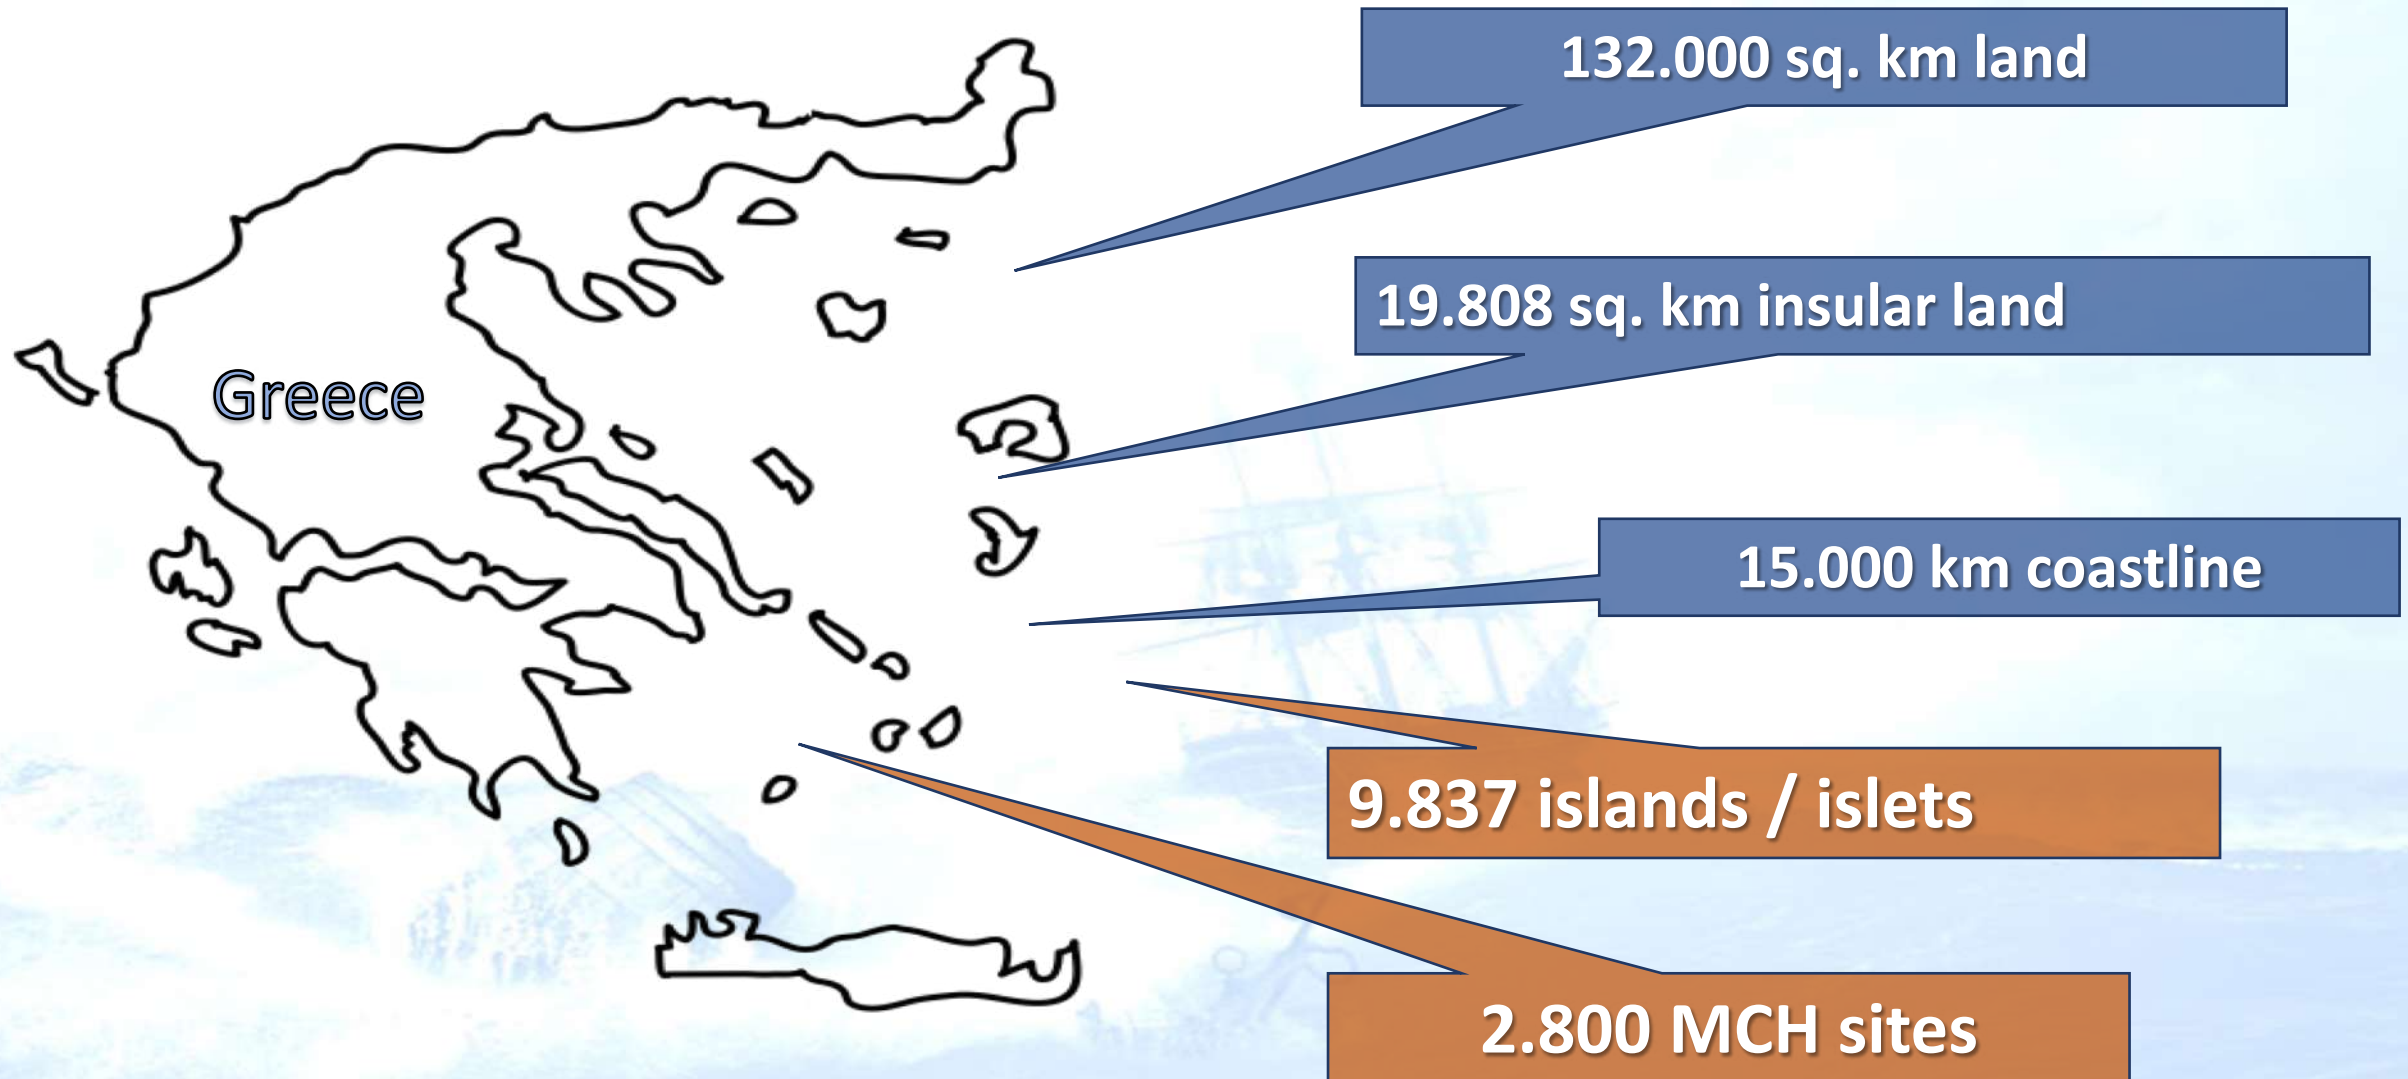 132.000 sq. km land
19.808 sq. km insular land
Greece
15.000 km coastline
9.837 islands / islets
2.800 MCH sites